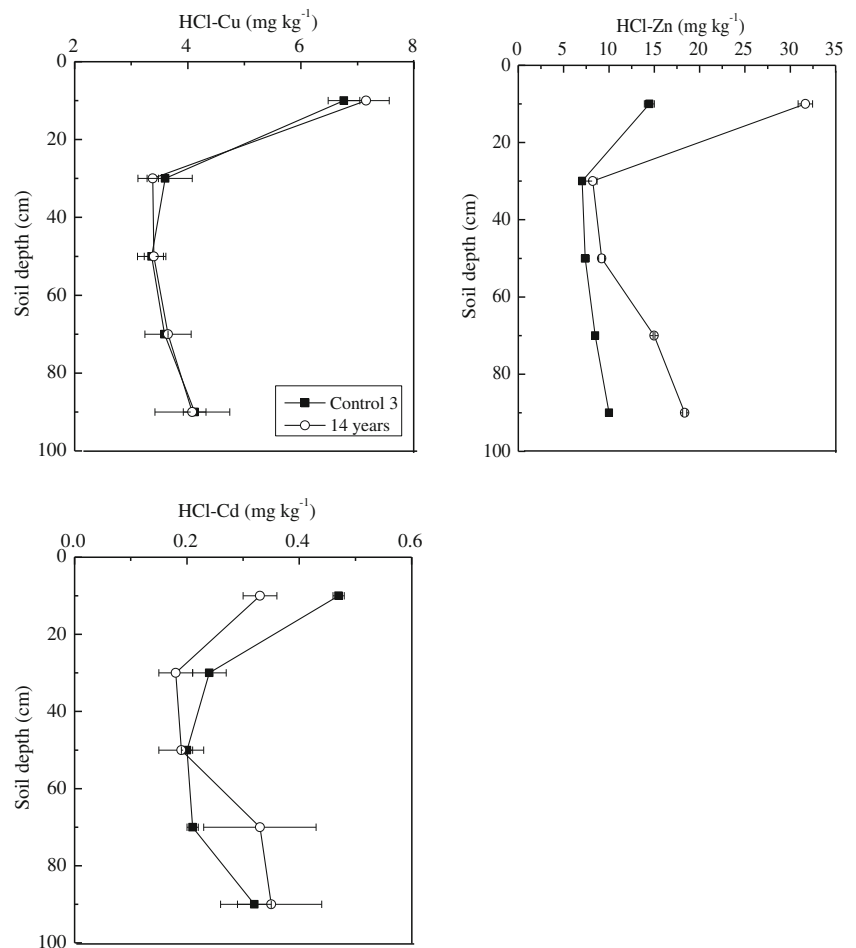 HCl-Cu (mg kg⁻¹)
2 4 6 8
0
20
40
60
80
100
Soil depth (cm)
Control 3
14 years
HCl-Zn (mg kg⁻¹)
0 5 10 15 20 25 30 35
0
20
40
60
80
100
Soil depth (cm)
HCl-Cd (mg kg⁻¹)
0.0 0.2 0.4 0.6
0
20
40
60
80
100
Soil depth (cm)